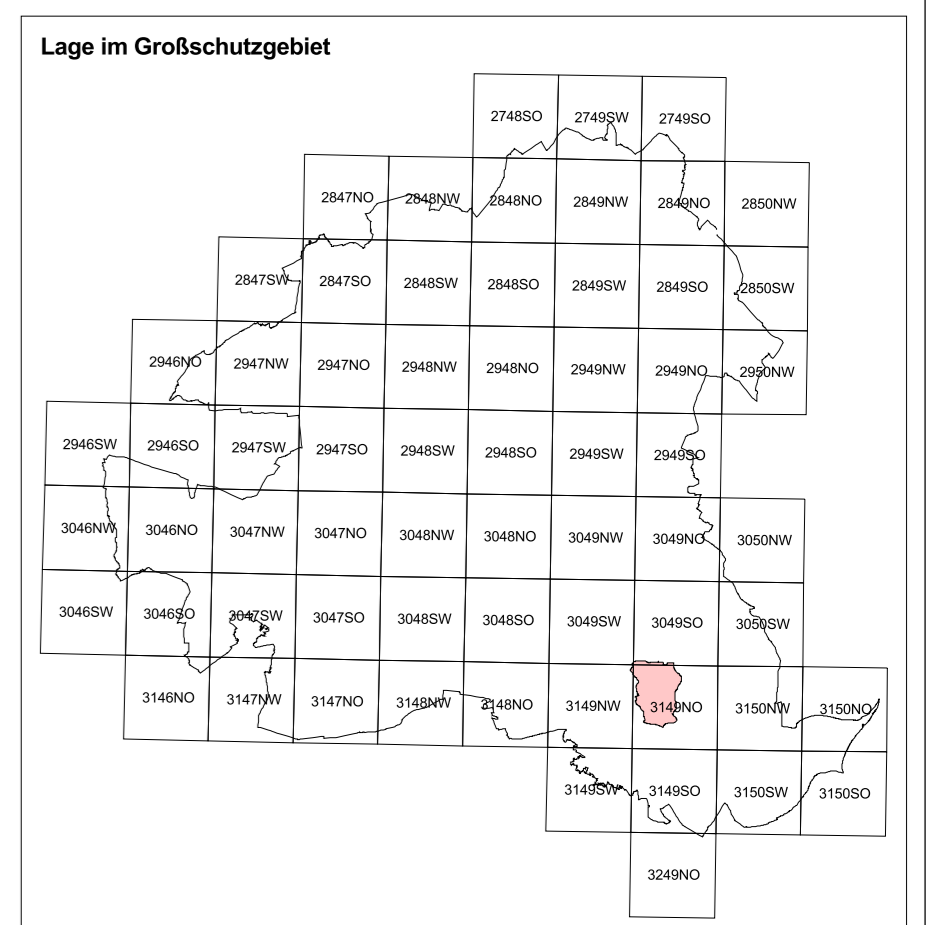 Lage im Großschutzgebiet
2748SO 2749SW 2749SO
2847NO 2848NW 2848NO 2849NW 2849NO 2850NW
2847SW 2847SO 2848SW 2848SO 2849SW 2849SO 2850SW
2946NO 2947NW 2947NO 2948NW 2948NO 2949NW 2949NO 2950NW
2946SW 2946SO 2947SW 2947SO 2948SW 2948SO 2949SW 2949SO
3046NW 3046NO 3047NW 3047NO 3048NW 3048NO 3049NW 3049NO 3050NW
3046SW 3046SO 3047SW 3047SO 3048SW 3048SO 3049SW 3049SO 3050SW
3146NO 3147NW 3147NO 3148NW 3148NO 3149NW 3149NO 3150NW 3150NO
3149SW 3149SO 3150SW 3150SO
3249NO